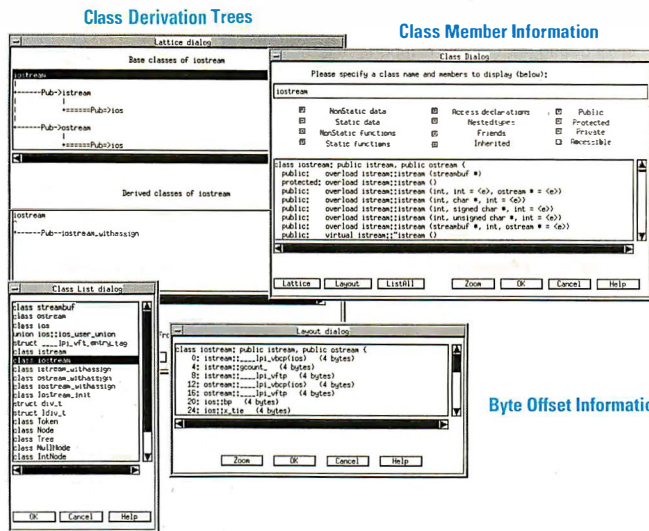 Class Derivation Trees
Class Member Information
Lattice dialog
Base classes of iostream
iostream
|
+------Pub->istream
|         |
|         +======Pub=>ios
|
+------Pub->ostream
|
+======Pub=>ios
Derived classes of iostream
iostream
^
+------Pub--iostream_withassign
Class Dialog
Please specify a class name and members to display (below):
iostream
NonStatic data Access declarations Public
Static data Nestedtypes Protected
NonStatic functions Friends Private
Static functions Inherited Accessible
class iostream: public istream, public ostream {
public: overload istream::istream (streambuf *)
protected: overload istream::istream ()
public: overload istream::istream (int, int = <e>, ostream * = <e>)
public: overload istream::istream (int, char *, int = <e>)
public: overload istream::istream (int, signed char *, int = <e>)
public: overload istream::istream (int, unsigned char *, int = <e>)
public: overload istream::istream (streambuf *, int, ostream * = <e>)
public: virtual istream::~istream ()
Lattice Layout ListAll Zoom OK Cancel Help
Class List dialog
class streambuf
class ostream
class ios
union ios::ios_user_union
struct ____lpi_vft_entry_tag
class istream
class iostream
class istream_withassign
class ostream_withassign
class iostream_withassign
class Iostream_init
struct div_t
struct ldiv_t
class Token
class Node
class Tree
class NullNode
class IntNode
OK Cancel Help
Layout dialog
class iostream: public istream, public ostream {
0: istream::____lpi_vbcp(ios) (4 bytes)
4: istream::gcount_ (4 bytes)
8: istream::____lpi_vftp (4 bytes)
12: ostream::____lpi_vbcp(ios) (4 bytes)
16: ostream::____lpi_vftp (4 bytes)
20: ios::bp (4 bytes)
24: ios::x_tie (4 bytes)
Zoom OK Cancel Help
Byte Offset Informatio